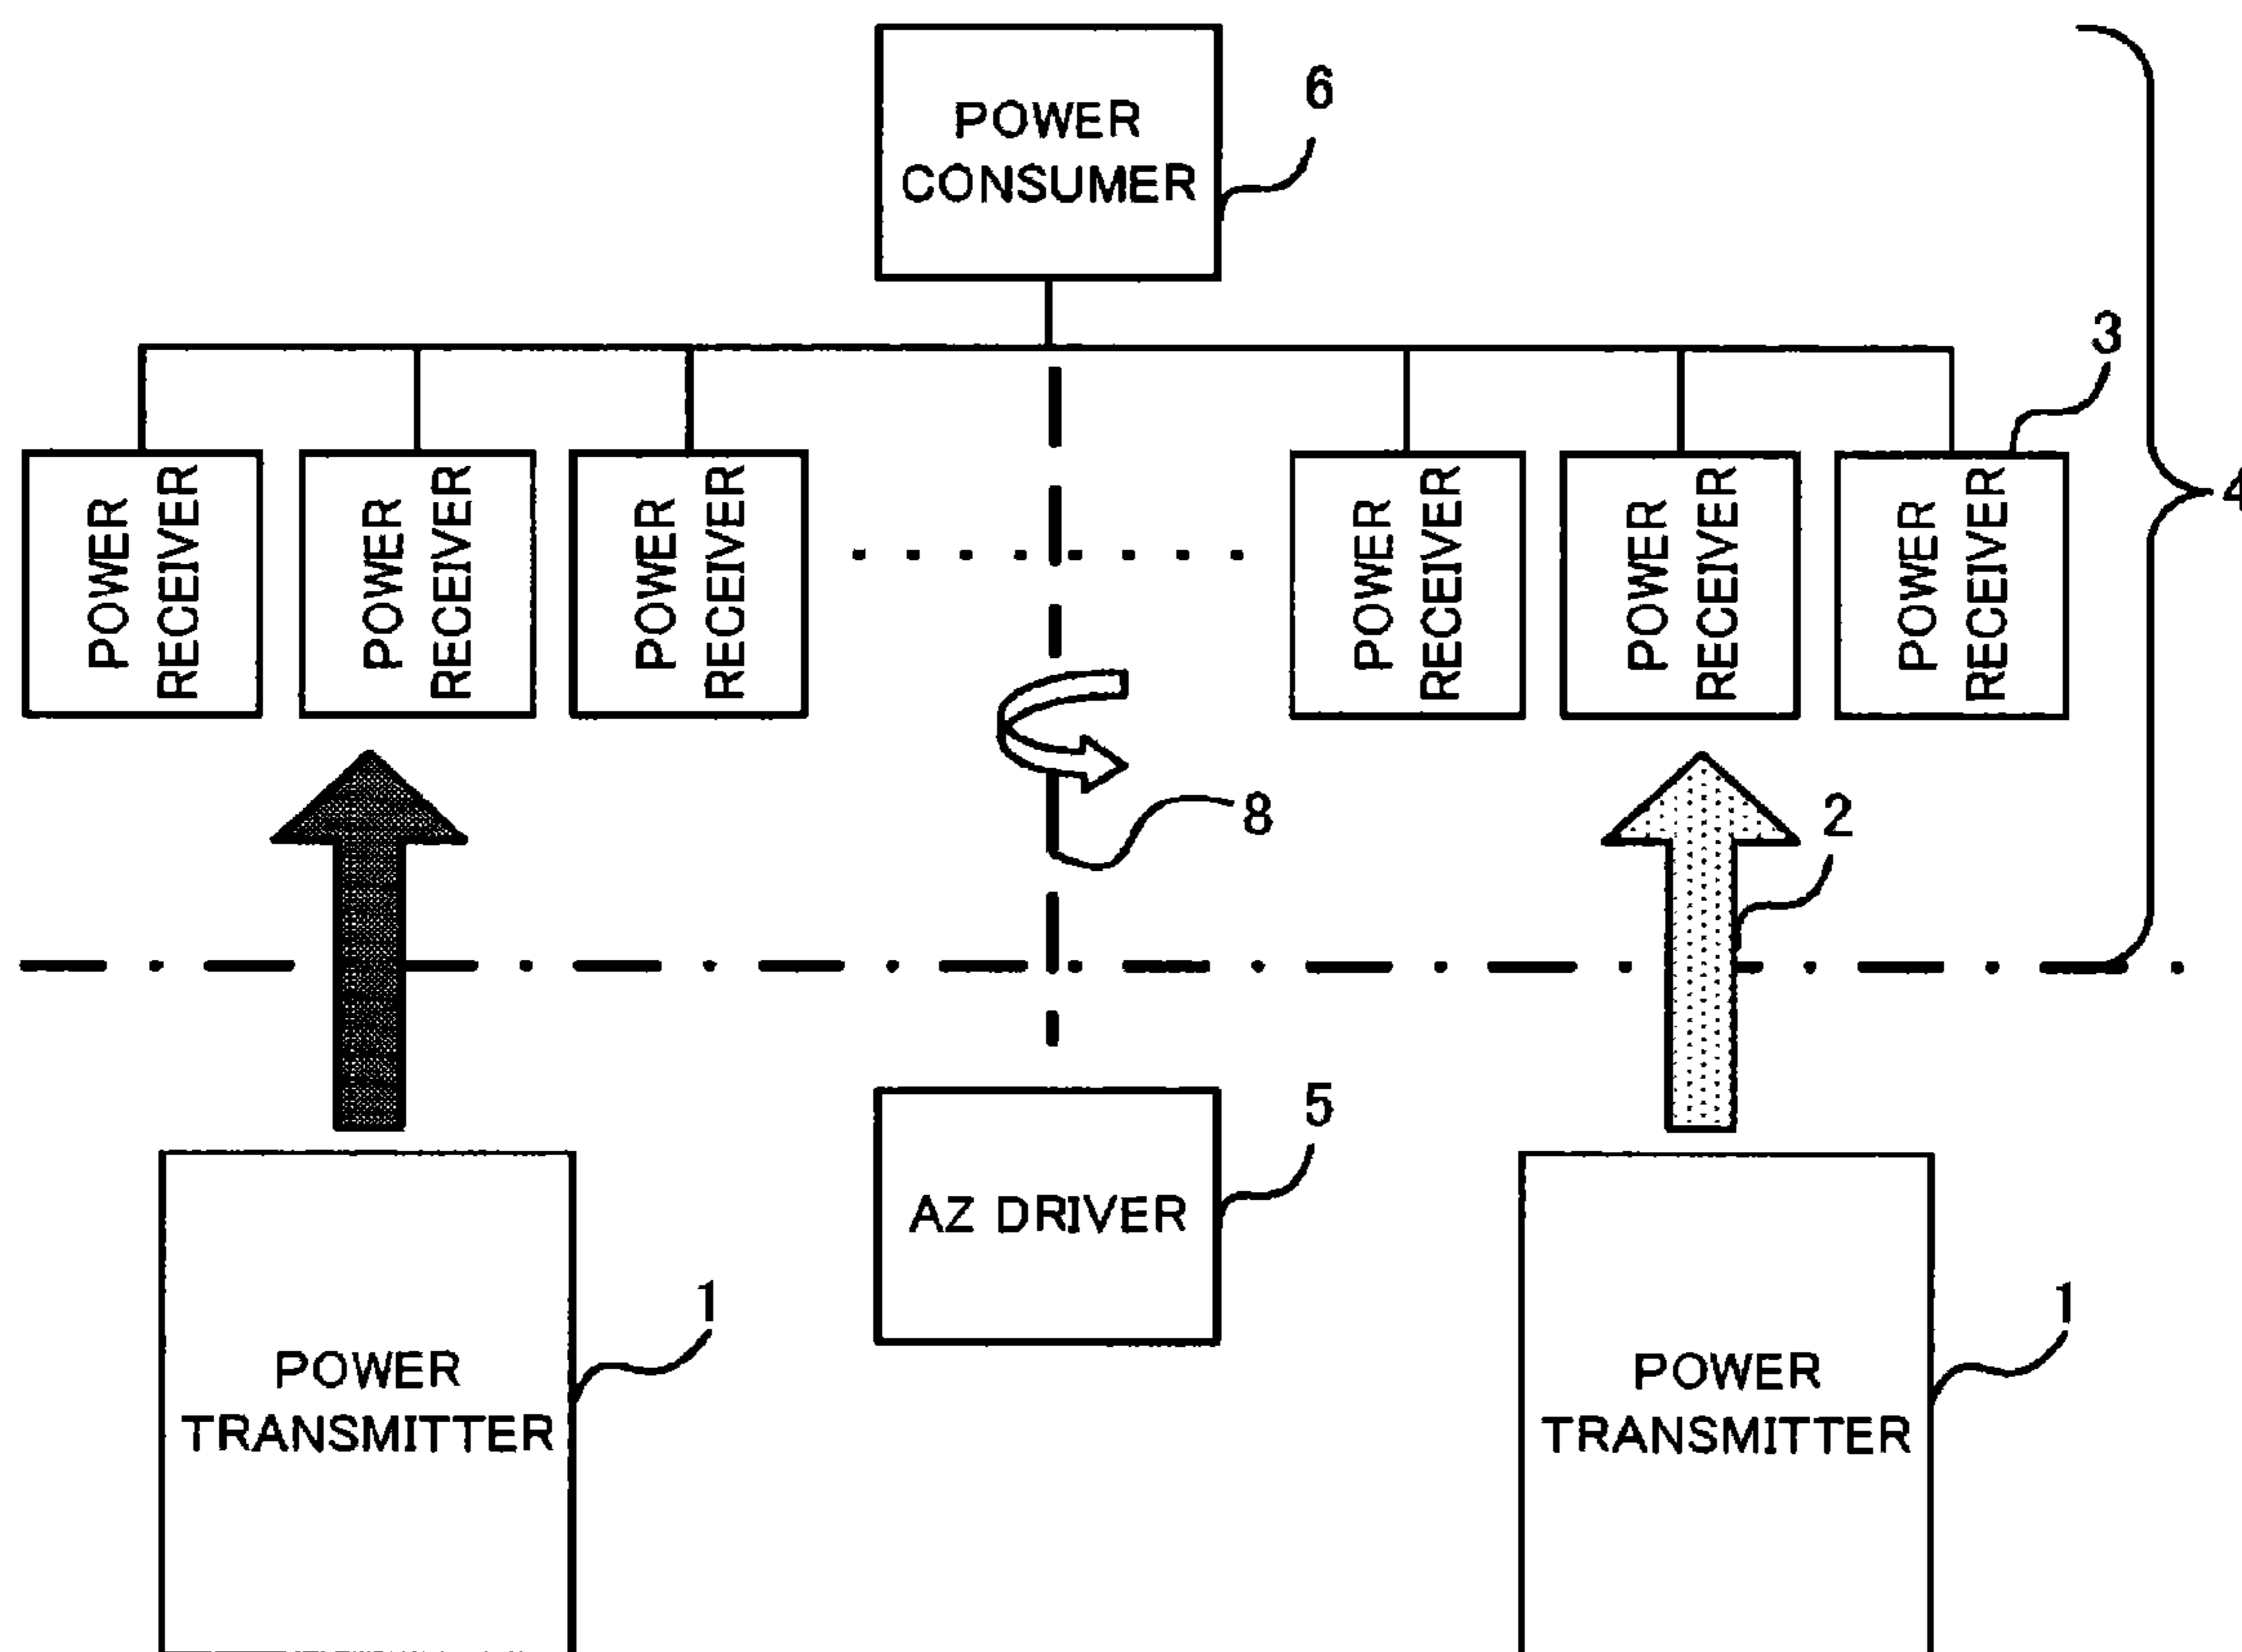 POWER
CONSUMER
6
3
POWER
RECEIVER
POWER
RECEIVER
POWER
RECEIVER
POWER
RECEIVER
POWER
RECEIVER
POWER
RECEIVER
4
8
2
AZ DRIVER
5
POWER
TRANSMITTER
1
POWER
TRANSMITTER
1